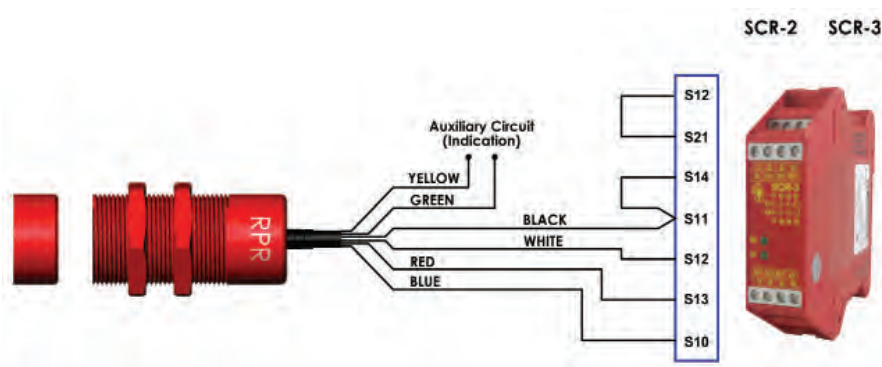 SCR-2 SCR-3
S12
Auxiliary Circuit
(Indication)
S21
YELLOW
S14
GREEN
BLACK
S11
RPR
WHITE
S12
RED
S13
BLUE
S10
SCR-3